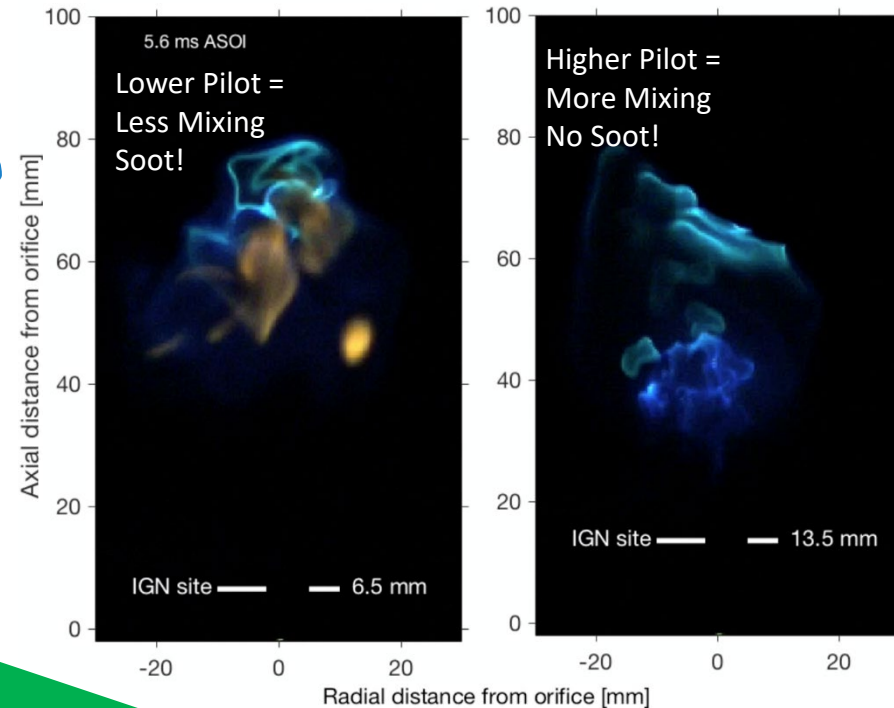 5.6 ms ASOI
Lower Pilot =
Less Mixing
Soot!
Higher Pilot =
More Mixing
No Soot!
Axial distance from orifice [mm]
100
80
60
40
20
0
100
80
60
40
20
0
IGN site
6.5 mm
IGN site
13.5 mm
-20
0
20
-20
0
20
Radial distance from orifice [mm]